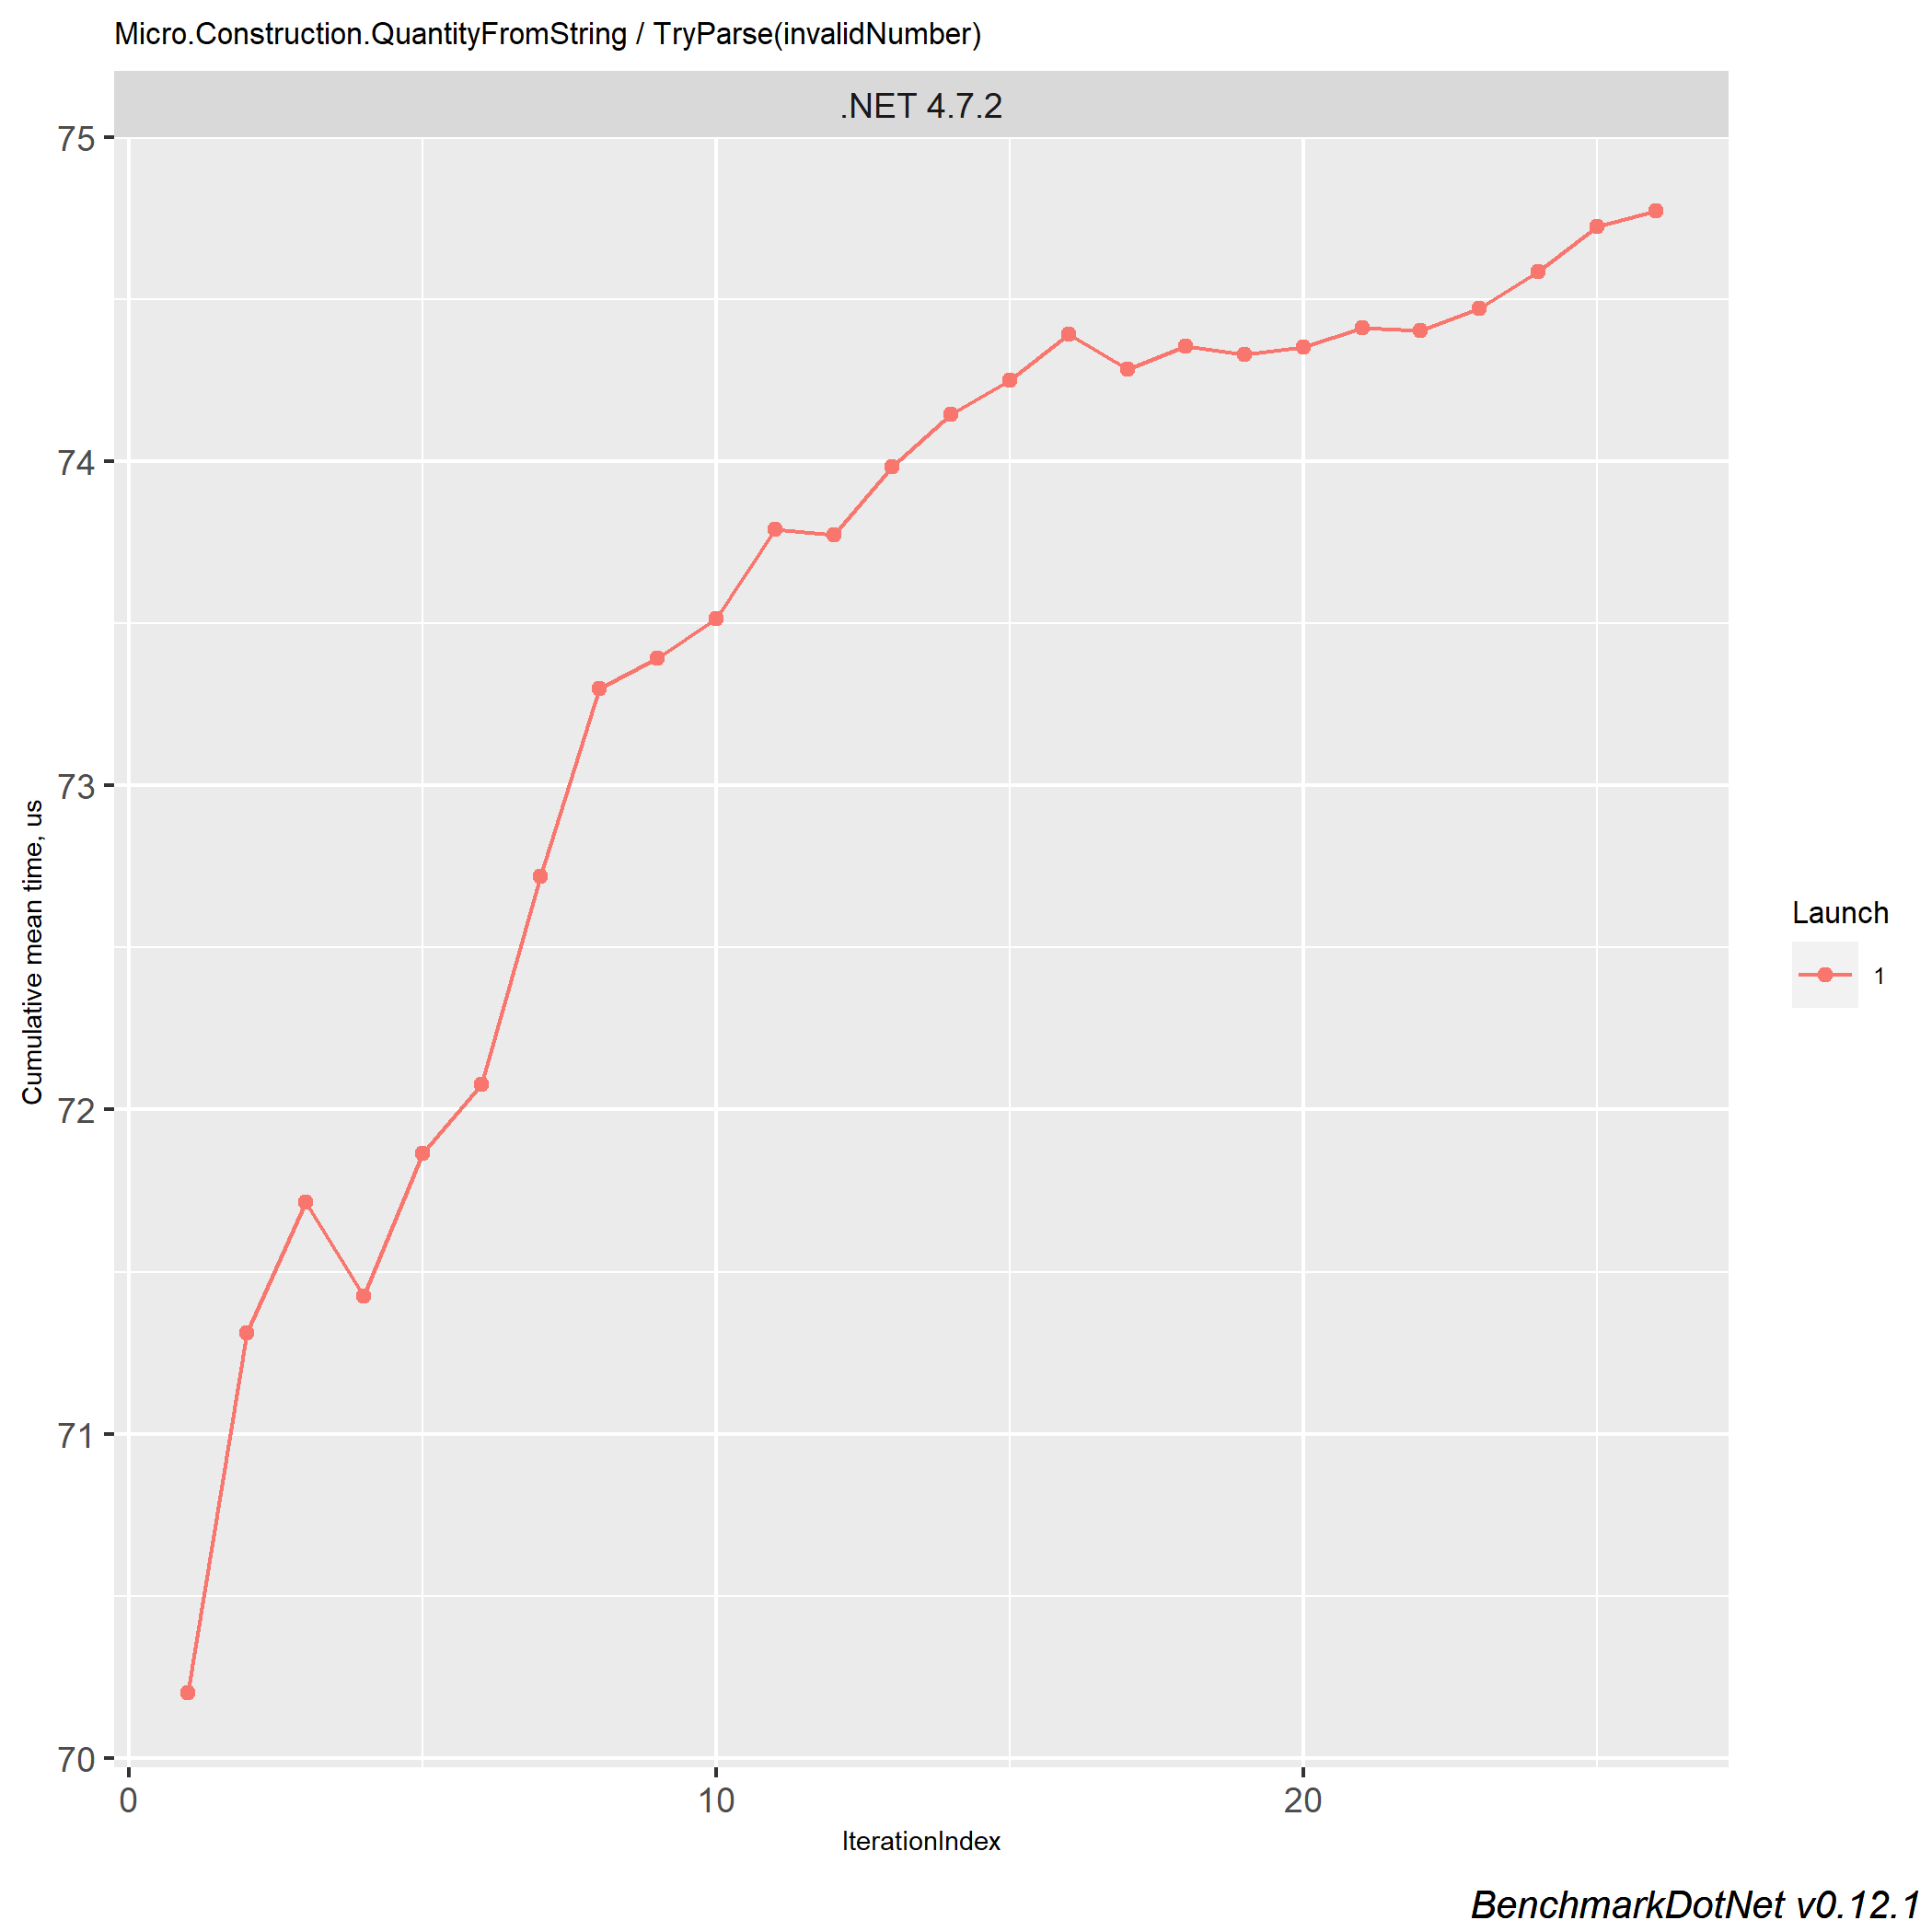 Micro.Construction.QuantityFromString / TryParse(invalidNumber)
.NET 4.7.2
75
74
73
72
71
70
Cumulative mean time, us
0
10
20
IterationIndex
Launch
1
BenchmarkDotNet v0.12.1